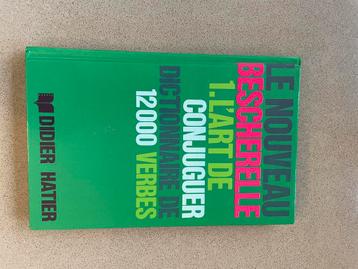 LE NOUVEAU
BESCHERELLE
1. L'ART DE
CONJUGUER
DICTIONNAIRE DE
12000 VERBES
DIDIER HATIER